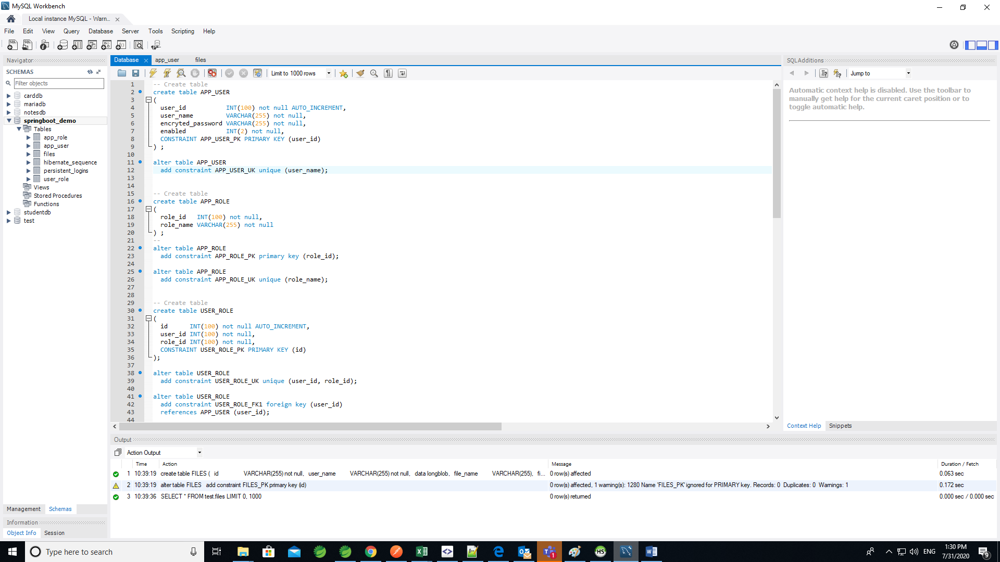 MySQL Workbench
Local instance MySQL - Warn...
File Edit View Query Database Server Tools Scripting Help
Navigator
SCHEMAS
Filter objects
carddb
mariadb
notesdb
springboot_demo
Tables
app_role
app_user
files
hibernate_sequence
persistent_logins
user_role
Views
Stored Procedures
Functions
studentdb
test
Management Schemas
Information
Object Info Session
Database app_user files
Limit to 1000 rows
1 -- Create table
2 create table APP_USER
3 (
4 user_id INT(100) not null AUTO_INCREMENT,
5 user_name VARCHAR(255) not null,
6 encryted_password VARCHAR(255) not null,
7 enabled INT(2) not null,
8 CONSTRAINT APP_USER_PK PRIMARY KEY (user_id)
9 ) ;
10
11 alter table APP_USER
12 add constraint APP_USER_UK unique (user_name);
13
14
15 -- Create table
16 create table APP_ROLE
17 (
18 role_id INT(100) not null,
19 role_name VARCHAR(255) not null
20 ) ;
21 --
22 alter table APP_ROLE
23 add constraint APP_ROLE_PK primary key (role_id);
24
25 alter table APP_ROLE
26 add constraint APP_ROLE_UK unique (role_name);
27
28
29 -- Create table
30 create table USER_ROLE
31 (
32 id INT(100) not null AUTO_INCREMENT,
33 user_id INT(100) not null,
34 role_id INT(100) not null,
35 CONSTRAINT USER_ROLE_PK PRIMARY KEY (id)
36 );
37
38 alter table USER_ROLE
39 add constraint USER_ROLE_UK unique (user_id, role_id);
40
41 alter table USER_ROLE
42 add constraint USER_ROLE_FK1 foreign key (user_id)
43 references APP_USER (user_id);
44
SQLAdditions
Jump to
Automatic context help is disabled. Use the toolbar to
manually get help for the current caret position or to
toggle automatic help.
Context Help Snippets
Output
Action Output
Time Action Message Duration / Fetch
1 10:39:19 create table FILES ( id VARCHAR(255) not null, user_name VARCHAR(255) not null, data longblob, file_name VARCHAR(255), fi... 0 row(s) affected 0.063 sec
2 10:39:19 alter table FILES add constraint FILES_PK primary key (id) 0 row(s) affected, 1 warning(s): 1280 Name 'FILES_PK' ignored for PRIMARY key. Records: 0 Duplicates: 0 Warnings: 1 0.172 sec
3 10:39:36 SELECT * FROM test.files LIMIT 0, 1000 0 row(s) returned 0.000 sec / 0.000 sec
Type here to search
ENG
1:30 PM
7/31/2020
9